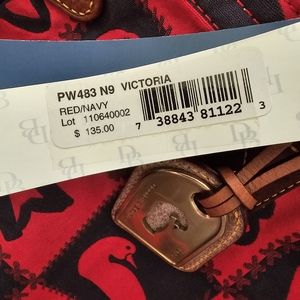 PW483 N9 VICTORIA
RED/NAVY
Lot 110640002
$ 135.00
7 38843 81122 3